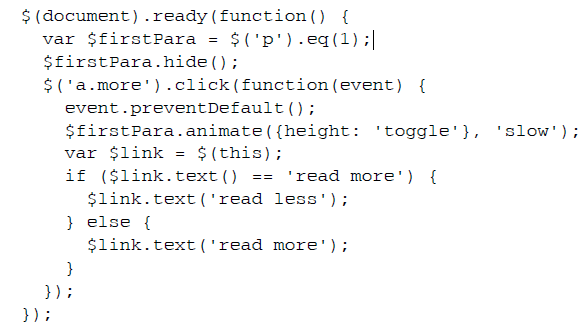 $(document).ready(function() {
  var $firstPara = $('p').eq(1);
  $firstPara.hide();
  $('a.more').click(function(event) {
    event.preventDefault();
    $firstPara.animate({height: 'toggle'}, 'slow');
    var $link = $(this);
    if ($link.text() == 'read more') {
      $link.text('read less');
    } else {
      $link.text('read more');
    }
  });
});